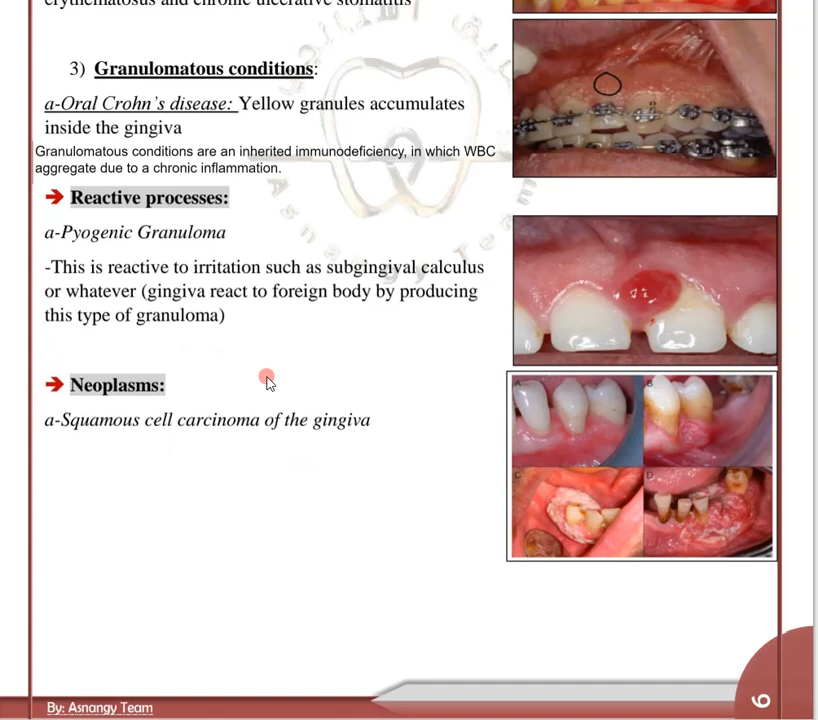 erythematosus and chronic ulcerative stomatitis
3) Granulomatous conditions:
a-Oral Crohn's disease: Yellow granules accumulates
inside the gingiva
Granulomatous conditions are an inherited immunodeficiency, in which WBC
aggregate due to a chronic inflammation.
➔ Reactive processes:
a-Pyogenic Granuloma
-This is reactive to irritation such as subgingival calculus
or whatever (gingiva react to foreign body by producing
this type of granuloma)
➔ Neoplasms:
a-Squamous cell carcinoma of the gingiva
A
B
C
D
Asnangy Team
By: Asnangy Team
6